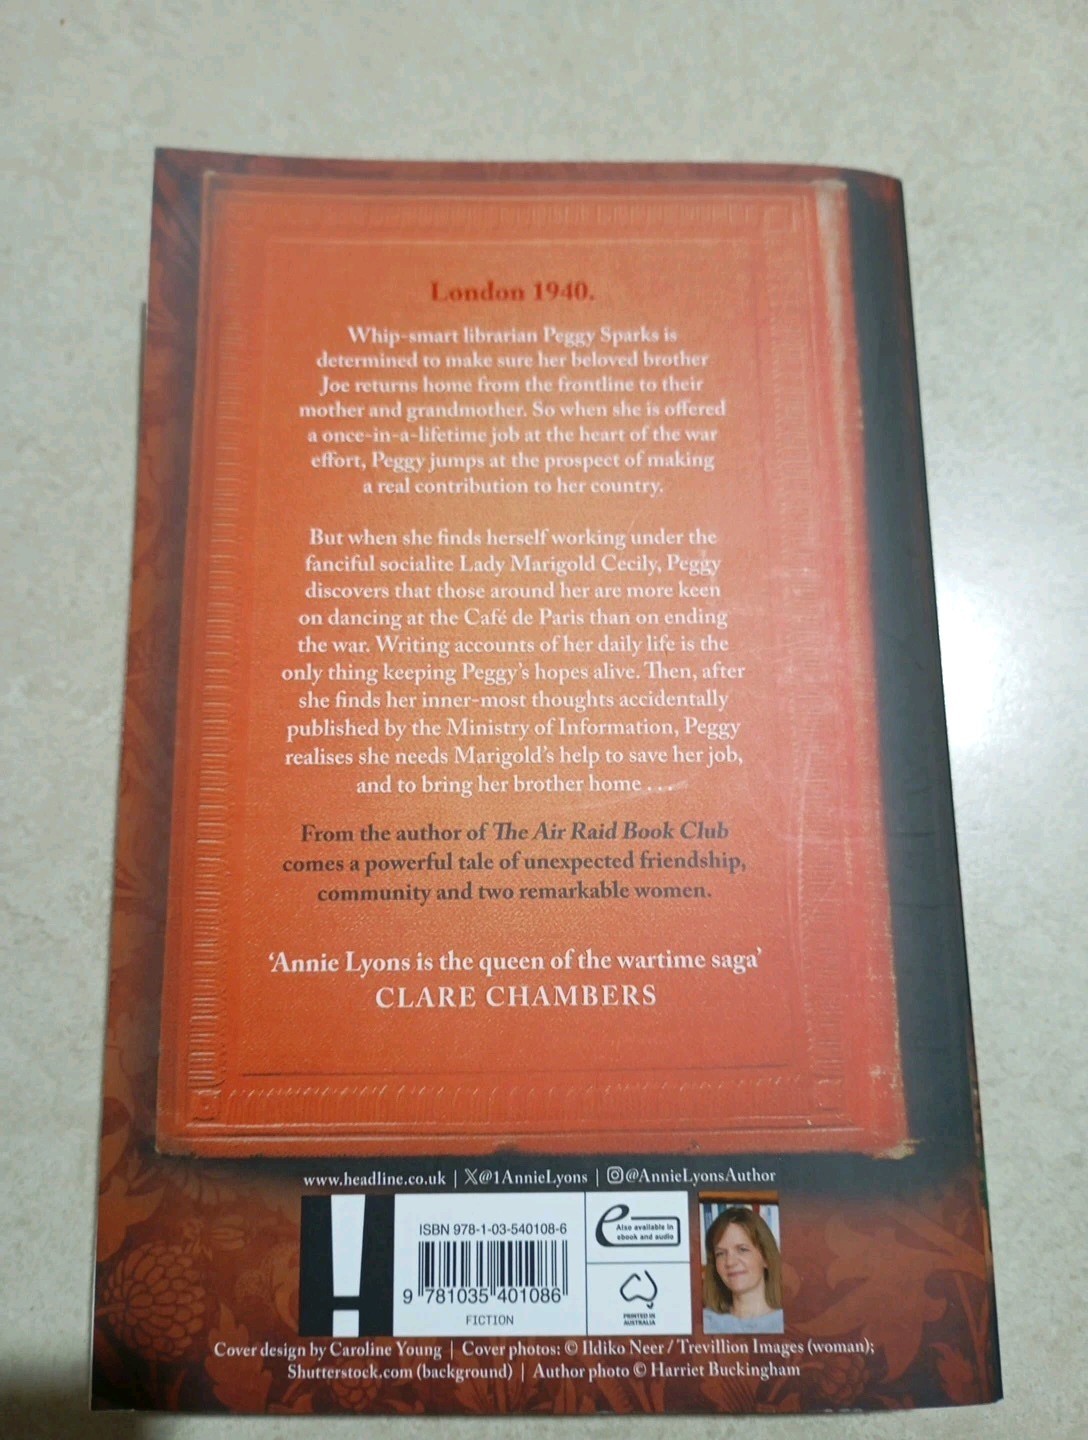 London 1940.
Whip-smart librarian Peggy Sparks is
determined to make sure her beloved brother
Joe returns home from the frontline to their
mother and grandmother. So when she is offered
a once-in-a-lifetime job at the heart of the war
effort, Peggy jumps at the prospect of making
a real contribution to her country.
But when she finds herself working under the
fanciful socialite Lady Marigold Cecily, Peggy
discovers that those around her are more keen
on dancing at the Café de Paris than on ending
the war. Writing accounts of her daily life is the
only thing keeping Peggy's hopes alive. Then, after
she finds her inner-most thoughts accidentally
published by the Ministry of Information, Peggy
realises she needs Marigold's help to save her job,
and to bring her brother home . . .
From the author of The Air Raid Book Club
comes a powerful tale of unexpected friendship,
community and two remarkable women.
‘Annie Lyons is the queen of the wartime saga’
CLARE CHAMBERS
www.headline.co.uk | X@1AnnieLyons | @AnnieLyonsAuthor
ISBN 978-1-03-540108-6
9 781035 401086
FICTION
Also available in
ebook and audio
PRINTED IN
AUSTRALIA
Cover design by Caroline Young | Cover photos: © Ildiko Neer / Trevillion Images (woman);
Shutterstock.com (background) | Author photo © Harriet Buckingham